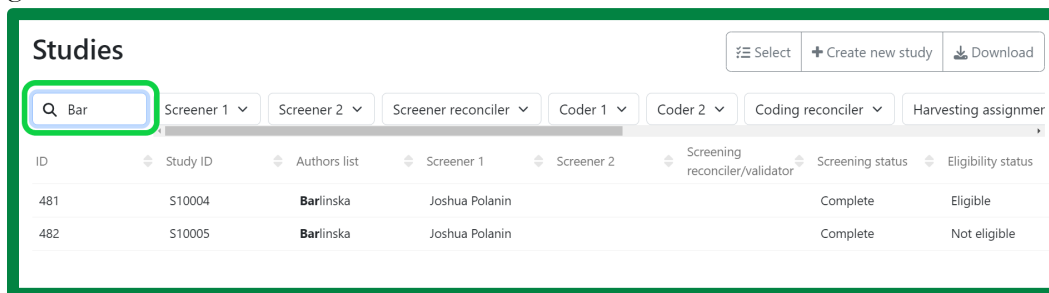 Studies
Select
Create new study
Download
Bar
Screener 1
Screener 2
Screener reconciler
Coder 1
Coder 2
Coding reconciler
Harvesting assignmen
ID
Study ID
Authors list
Screener 1
Screener 2
Screening
reconciler/validator
Screening status
Eligibility status
481 S10004 Barlinska Joshua Polanin Complete Eligible
482 S10005 Barlinska Joshua Polanin Complete Not eligible